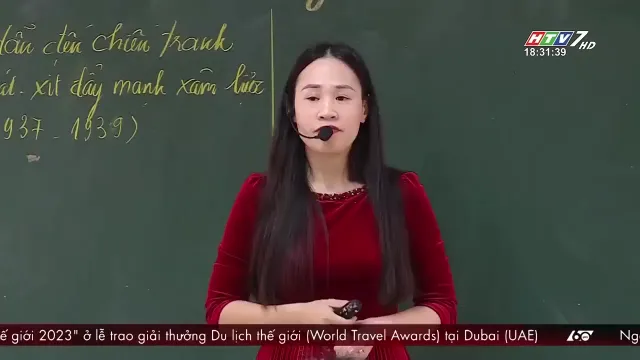 HTV7 HD
18:31:39
dẫn đến chiến tranh
xít đẩy mạnh xâm lược
937 - 1939)
ế giới 2023" ở lễ trao giải thưởng Du lịch thế giới (World Travel Awards) tại Dubai (UAE) 60 Ng